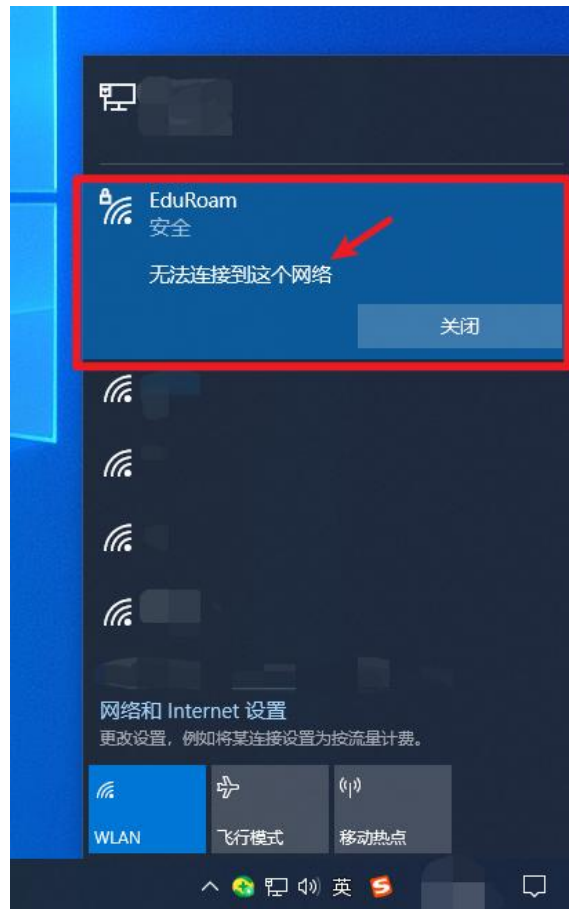 EduRoam
安全
无法连接到这个网络
关闭
网络和 Internet 设置
更改设置，例如将某连接设置为按流量计费。
WLAN
飞行模式
移动热点
英